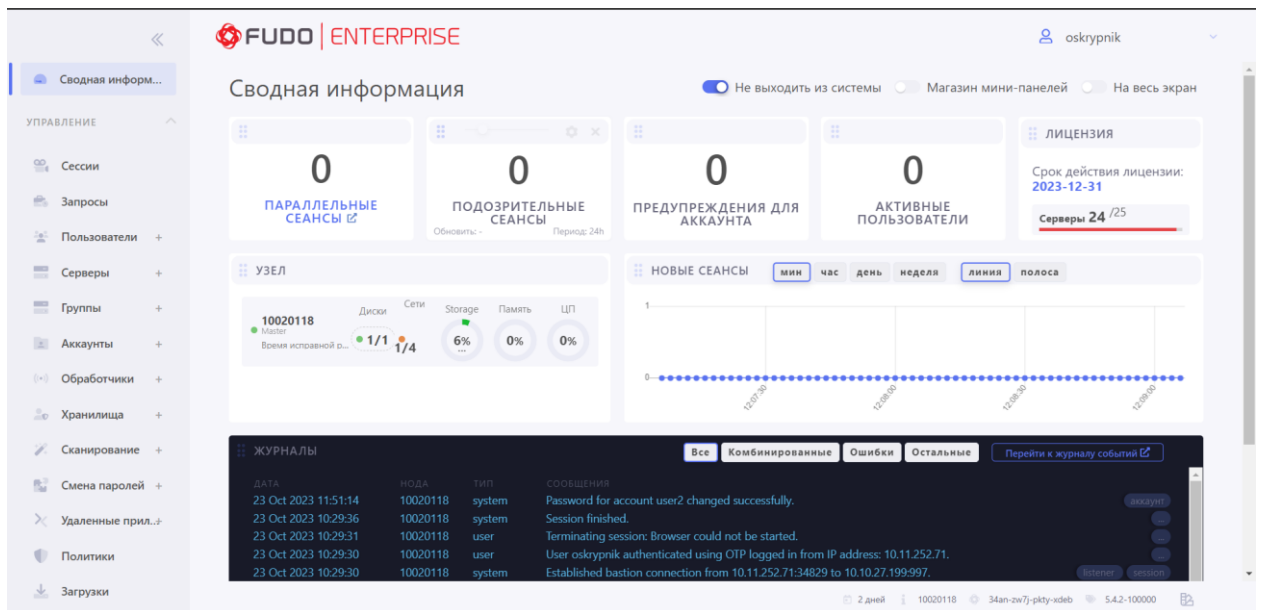 FUDO ENTERPRISE
oskrypnik
Сводная информ...
УПРАВЛЕНИЕ
Сессии
Запросы
Пользователи +
Серверы +
Группы +
Аккаунты +
Обработчики +
Хранилища +
Сканирование +
Смена паролей +
Удаленные прил..+
Политики
Загрузки
Сводная информация
Не выходить из системы
Магазин мини-панелей
На весь экран
0
ПАРАЛЛЕЛЬНЫЕ
СЕАНСЫ
0
ПОДОЗРИТЕЛЬНЫЕ
СЕАНСЫ
Обновить: -
Период: 24h
0
ПРЕДУПРЕЖДЕНИЯ ДЛЯ
АККАУНТА
0
АКТИВНЫЕ
ПОЛЬЗОВАТЕЛИ
ЛИЦЕНЗИЯ
Срок действия лицензии:
2023-12-31
Серверы 24 /25
УЗЕЛ
10020118
Master
Время исправной р...
Диски
1/1
Сети
1/4
Storage
6%
...
Память
0%
ЦП
0%
НОВЫЕ СЕАНСЫ
мин час день неделя
линия полоса
1
0
12:07:30 12:08:00 12:08:30 12:09:00
ЖУРНАЛЫ
Все Комбинированные Ошибки Остальные
Перейти к журналу событий
ДАТА НОДА ТИП СООБЩЕНИЯ
23 Oct 2023 11:51:14 10020118 system Password for account user2 changed successfully. аккаунт
23 Oct 2023 10:29:36 10020118 system Session finished. ...
23 Oct 2023 10:29:31 10020118 user Terminating session: Browser could not be started. ...
23 Oct 2023 10:29:30 10020118 user User oskrypnik authenticated using OTP logged in from IP address: 10.11.252.71. ...
23 Oct 2023 10:29:30 10020118 system Established bastion connection from 10.11.252.71:34829 to 10.10.27.199:997. listener session
2 дней 10020118 34an-zw7j-pkty-xdeb 5.4.2-100000